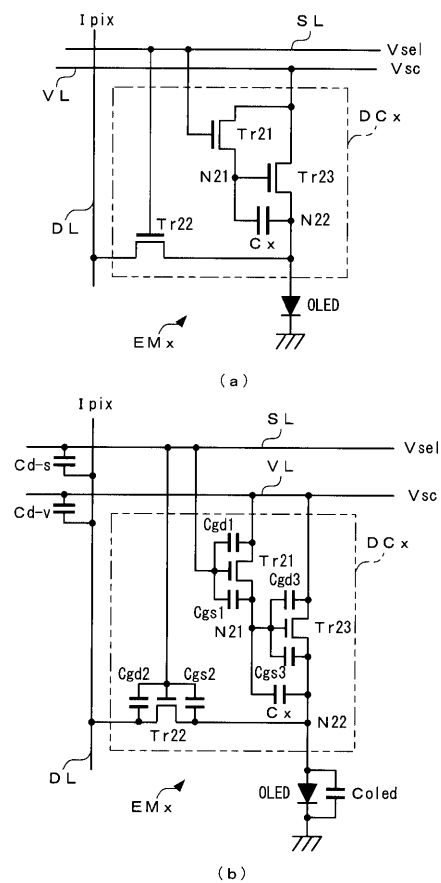 Ipix
SL
Vsel
Vsc
VL
DCx
Tr21
N21
Tr23
Tr22
N22
Cx
DL
OLED
EMx
(a)
Ipix
SL
Vsel
Cd-s
VL
Vsc
Cd-v
Cgd1
DCx
Tr21
Cgd3
Cgs1
N21
Tr23
Cgd2
Cgs2
Cgs3
Cx
N22
Tr22
DL
OLED
Coled
EMx
(b)